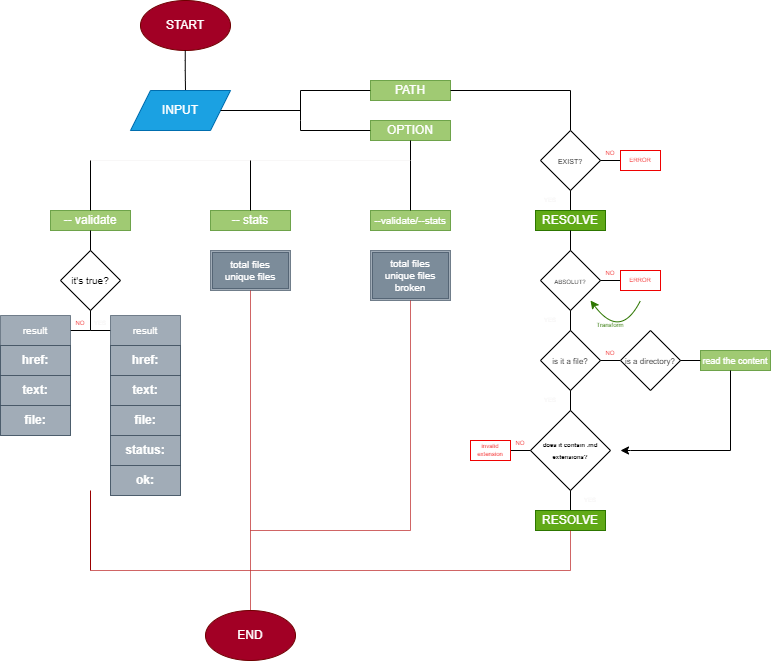 START
INPUT
PATH
OPTION
EXIST?
NO
ERROR
-- validate
-- stats
--validate/--stats
RESOLVE
it's true?
total files
unique files
total files
unique files
broken
ABSOLUT?
NO
ERROR
Transform
NO
result
href:
text:
file:
result
href:
text:
file:
status:
ok:
is it a file?
NO
is a directory?
read the content
does it contain .md
extensions?
NO
invalid
extension
RESOLVE
END